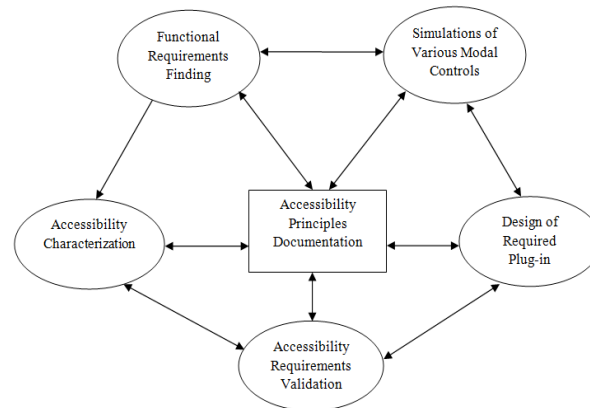 Functional
Requirements
Finding
Simulations of
Various Modal
Controls
Accessibility
Characterization
Accessibility
Principles
Documentation
Design of
Required
Plug-in
Accessibility
Requirements
Validation